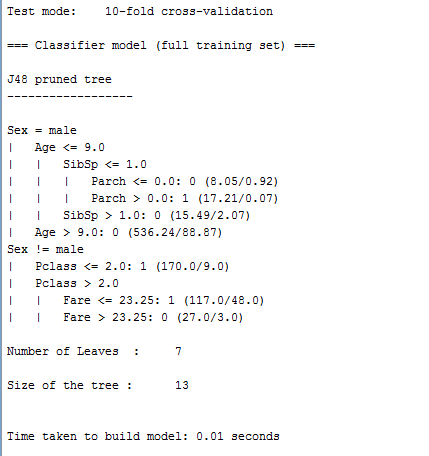 Test mode:    10-fold cross-validation
=== Classifier model (full training set) ===
J48 pruned tree
------------------
Sex = male
|   Age <= 9.0
|   |   SibSp <= 1.0
|   |   |   Parch <= 0.0: 0 (8.05/0.92)
|   |   |   Parch > 0.0: 1 (17.21/0.07)
|   |   SibSp > 1.0: 0 (15.49/2.07)
|   Age > 9.0: 0 (536.24/88.87)
Sex != male
|   Pclass <= 2.0: 1 (170.0/9.0)
|   Pclass > 2.0
|   |   Fare <= 23.25: 1 (117.0/48.0)
|   |   Fare > 23.25: 0 (27.0/3.0)
Number of Leaves  :     7
Size of the tree :      13
Time taken to build model: 0.01 seconds